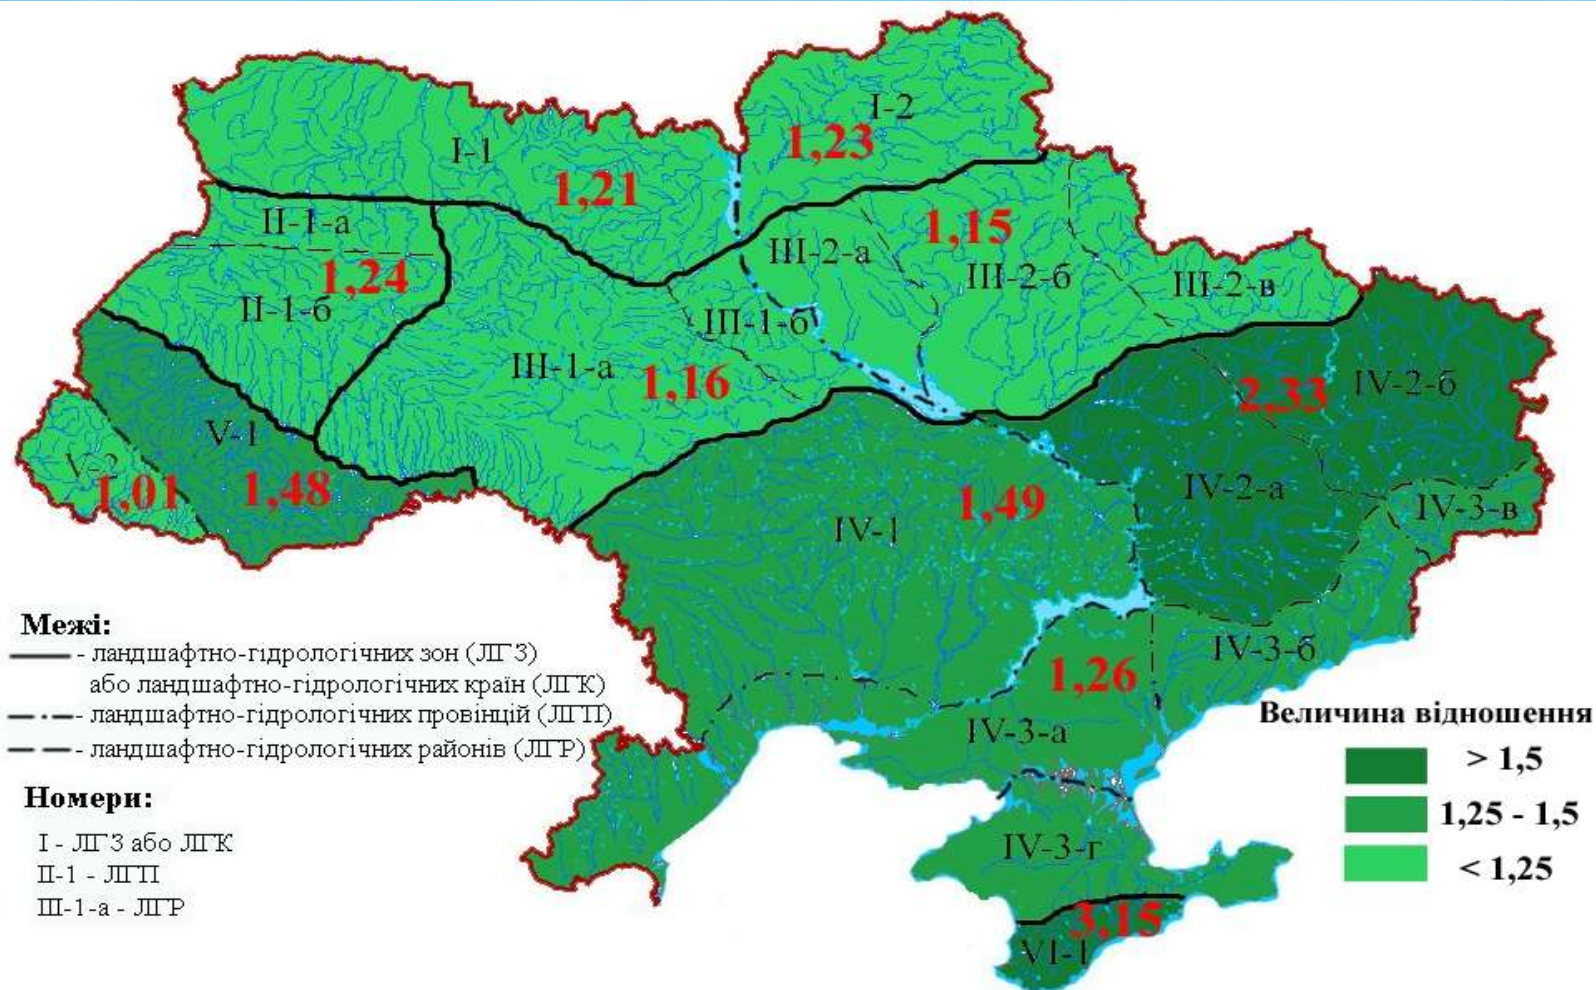 I-2
1,23
I-1
1,21
II-1-а
1,24
II-1-б
III-2-а
1,15
III-2-б
III-2-в
III-1-б
III-1-а
1,16
2,33
IV-2-б
V-1
V-2
1,01
1,48
IV-1
1,49
IV-2-а
IV-3-в
IV-3-б
1,26
IV-3-а
IV-3-г
3,15
VI-1
Межі:
- ландшафтно-гідрологічних зон (ЛГЗ)
або ландшафтно-гідрологічних країн (ЛГК)
- ландшафтно-гідрологічних провінцій (ЛГП)
- ландшафтно-гідрологічних районів (ЛГР)
Номери:
I - ЛГЗ або ЛГК
II-1 - ЛГП
III-1-а - ЛГР
Величина відношення
> 1,5
1,25 - 1,5
< 1,25